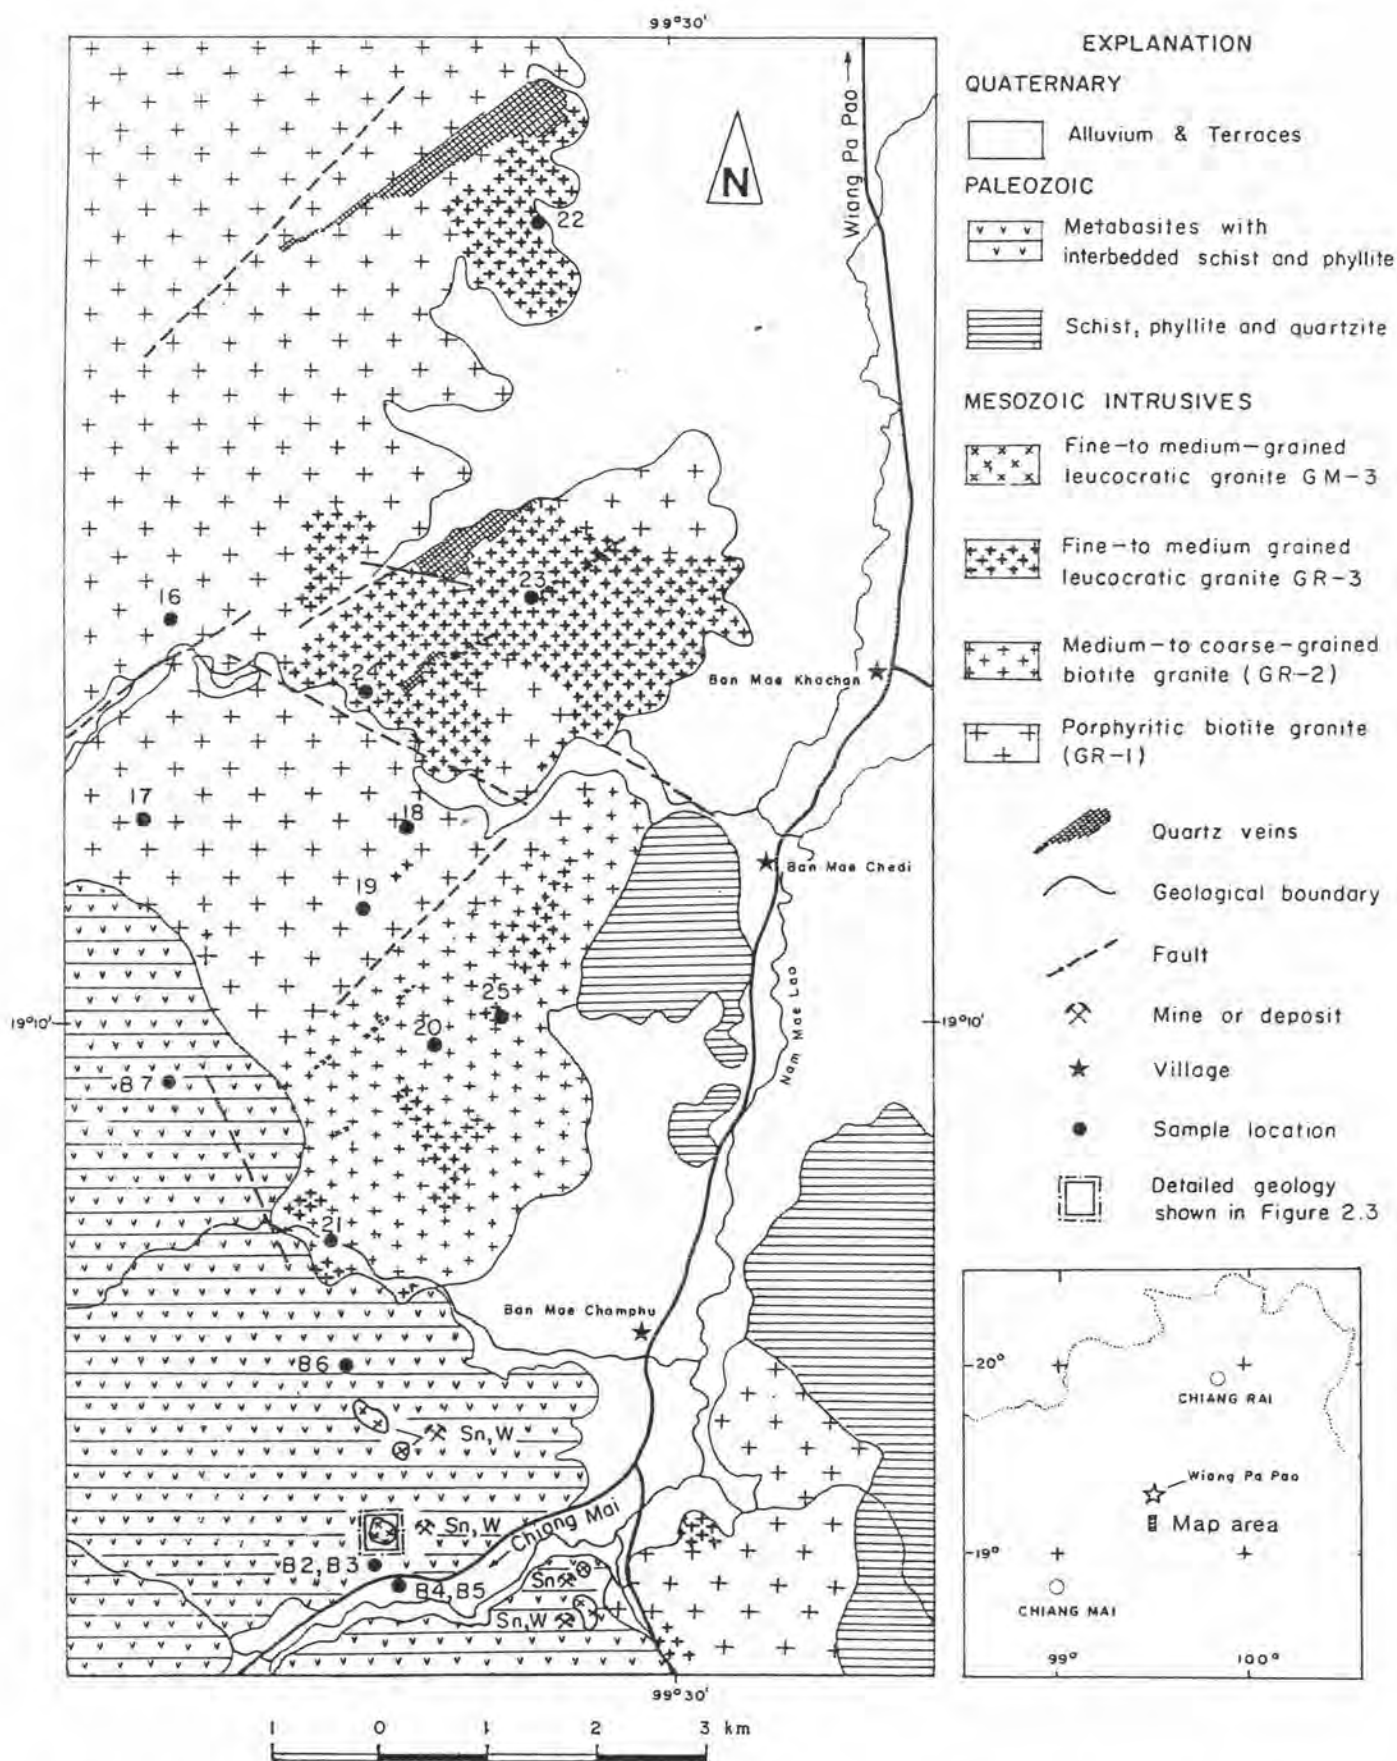 99°30'
Wiang Pa Pao
N
22
16
23
24
Ban Mae Khachan
17
18
Ban Mae Chedi
19
Nam Mae Lao
25
20
19°10'
19°10'
B7
21
Ban Mae Champhu
B6
Sn, W
Sn, W
Chiang Mai
B2, B3
B4, B5
Sn
Sn, W
99°30'
1 0 1 2 3 km
EXPLANATION
QUATERNARY
Alluvium & Terraces
PALEOZOIC
Metabasites with
interbedded schist and phyllite
Schist, phyllite and quartzite
MESOZOIC INTRUSIVES
Fine-to medium-grained
leucocratic granite GM-3
Fine-to medium grained
leucocratic granite GR-3
Medium-to coarse-grained
biotite granite (GR-2)
Porphyritic biotite granite
(GR-1)
Quartz veins
Geological boundary
Fault
Mine or deposit
Village
Sample location
Detailed geology
shown in Figure 2.3
20°
CHIANG RAI
Wiang Pa Pao
Map area
19°
CHIANG MAI
99° 100°